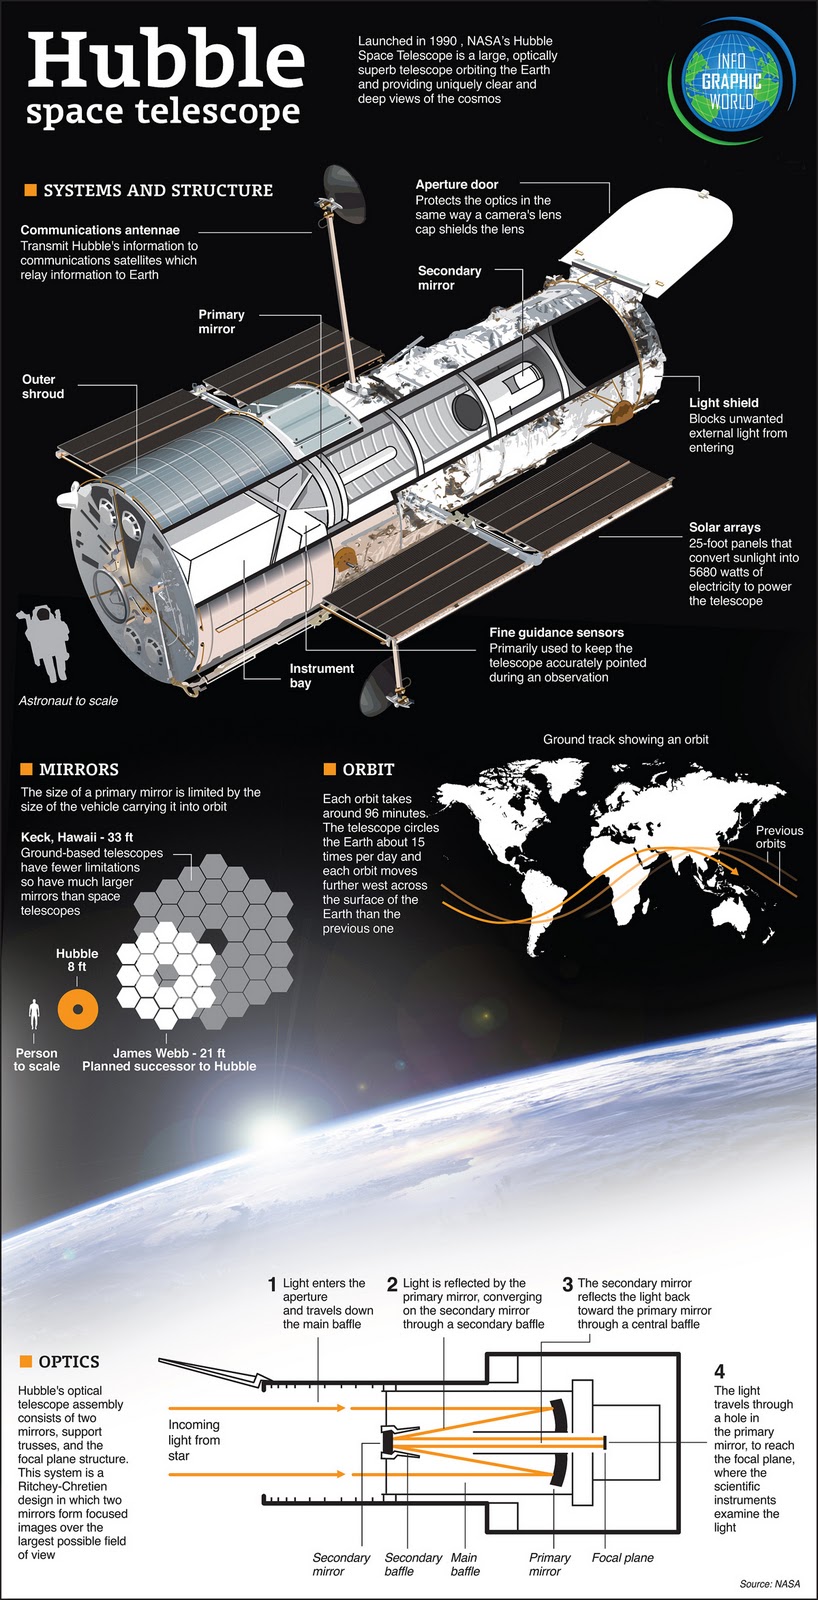 Hubble
space telescope
Launched in 1990 , NASA's Hubble
Space Telescope is a large, optically
superb telescope orbiting the Earth
and providing uniquely clear and
deep views of the cosmos
INFO
GRAPHIC
WORLD
SYSTEMS AND STRUCTURE
Communications antennae
Transmit Hubble's information to
communications satellites which
relay information to Earth
Aperture door
Protects the optics in the
same way a camera's lens
cap shields the lens
Secondary
mirror
Primary
mirror
Outer
shroud
Light shield
Blocks unwanted
external light from
entering
Solar arrays
25-foot panels that
convert sunlight into
5680 watts of
electricity to power
the telescope
Fine guidance sensors
Primarily used to keep the
telescope accurately pointed
during an observation
Instrument
bay
Astronaut to scale
MIRRORS
The size of a primary mirror is limited by the
size of the vehicle carrying it into orbit
Keck, Hawaii - 33 ft
Ground-based telescopes
have fewer limitations
so have much larger
mirrors than space
telescopes
Hubble
8 ft
Person
to scale
James Webb - 21 ft
Planned successor to Hubble
ORBIT
Each orbit takes
around 96 minutes.
The telescope circles
the Earth about 15
times per day and
each orbit moves
further west across
the surface of the
Earth than the
previous one
Ground track showing an orbit
Previous
orbits
OPTICS
Hubble's optical
telescope assembly
consists of two
mirrors, support
trusses, and the
focal plane structure.
This system is a
Ritchey-Chretien
design in which two
mirrors form focused
images over the
largest possible field
of view
1 Light enters the
aperture
and travels down
the main baffle
2 Light is reflected by the
primary mirror, converging
on the secondary mirror
through a secondary baffle
3 The secondary mirror
reflects the light back
toward the primary mirror
through a central baffle
4
The light
travels through
a hole in
the primary
mirror, to reach
the focal plane,
where the
scientific
instruments
examine the
light
Incoming
light from
star
Secondary
mirror
Secondary
baffle
Main
baffle
Primary
mirror
Focal plane
Source: NASA